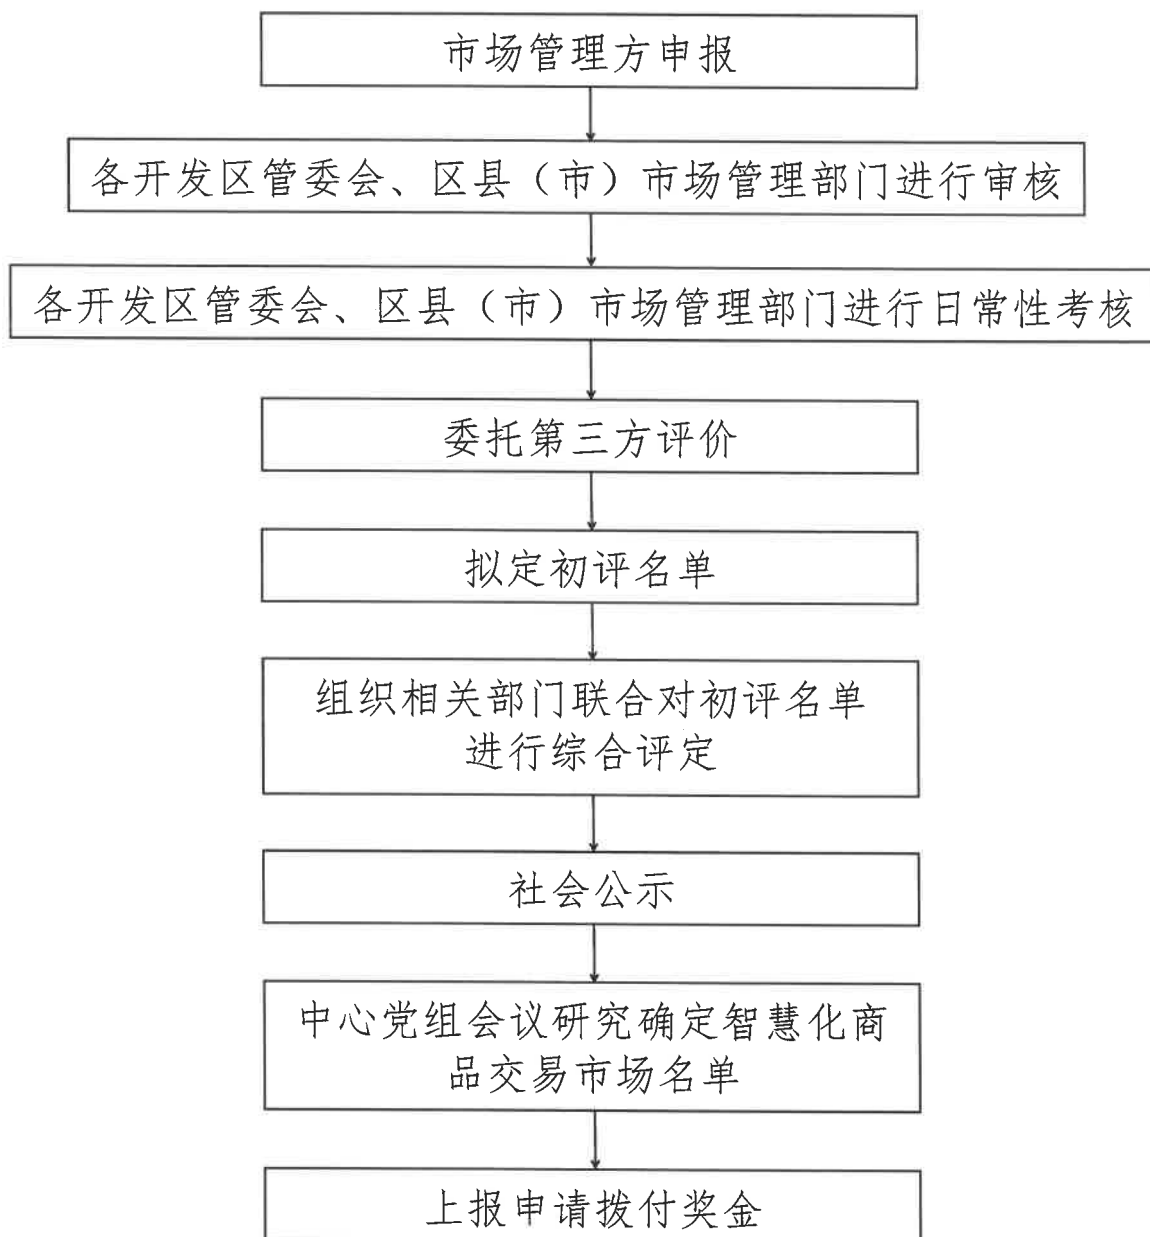 市场管理方申报
各开发区管委会、区县（市）市场管理部门进行审核
各开发区管委会、区县（市）市场管理部门进行日常性考核
委托第三方评价
拟定初评名单
组织相关部门联合对初评名单
进行综合评定
社会公示
中心党组会议研究确定智慧化商
品交易市场名单
上报申请拨付奖金